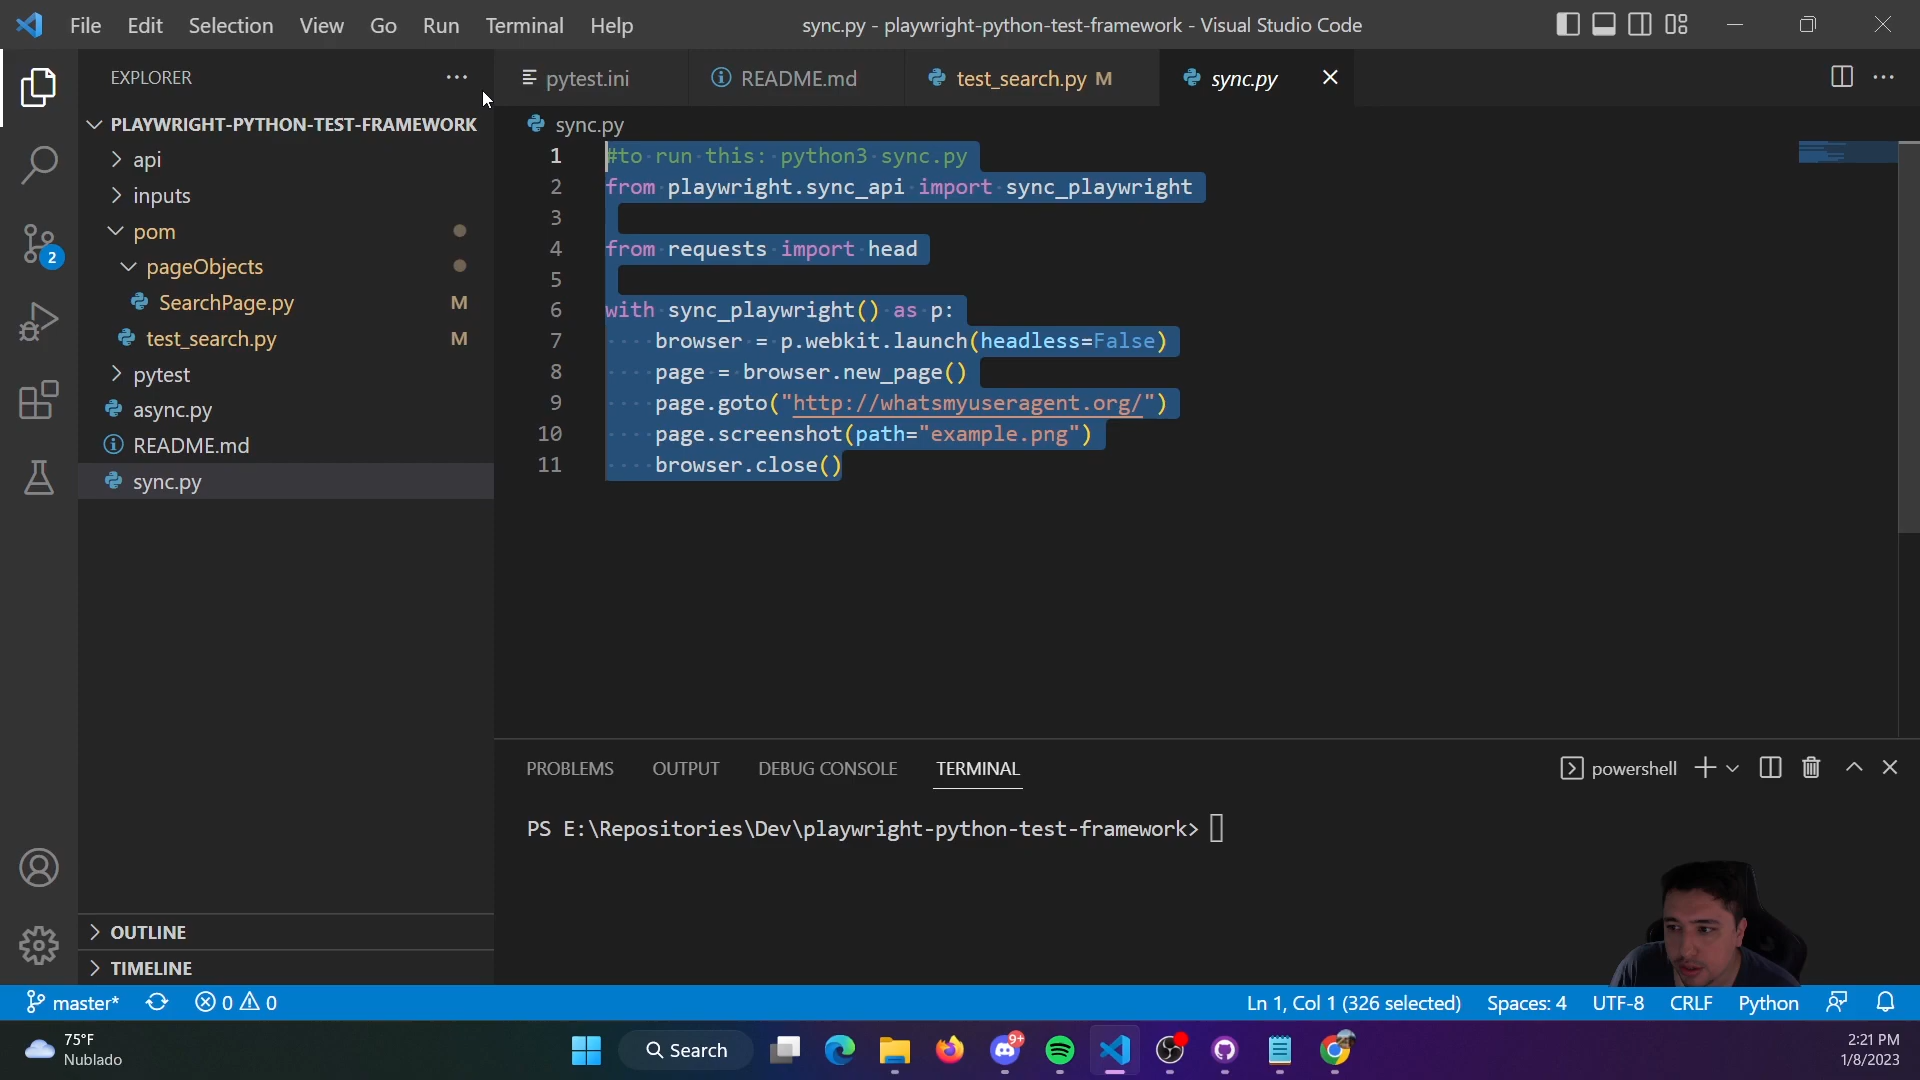 File Edit Selection View Go Run Terminal Help
sync.py - playwright-python-test-framework - Visual Studio Code
EXPLORER
PLAYWRIGHT-PYTHON-TEST-FRAMEWORK
api
inputs
pom
pageObjects
SearchPage.py M
test_search.py M
pytest
async.py
README.md
sync.py
OUTLINE
TIMELINE
2
pytest.ini README.md test_search.py M sync.py
sync.py
1 #to run this: python3 sync.py
2 from playwright.sync_api import sync_playwright
3
4 from requests import head
5
6 with sync_playwright() as p:
7     browser = p.webkit.launch(headless=False)
8     page = browser.new_page()
9     page.goto("http://whatsmyuseragent.org/")
10     page.screenshot(path="example.png")
11     browser.close()
PROBLEMS OUTPUT DEBUG CONSOLE TERMINAL
powershell
PS E:\Repositories\Dev\playwright-python-test-framework>
master* 0 0
Ln 1, Col 1 (326 selected) Spaces: 4 UTF-8 CRLF Python
75°F
Nublado
Search
9+
2:21 PM
1/8/2023